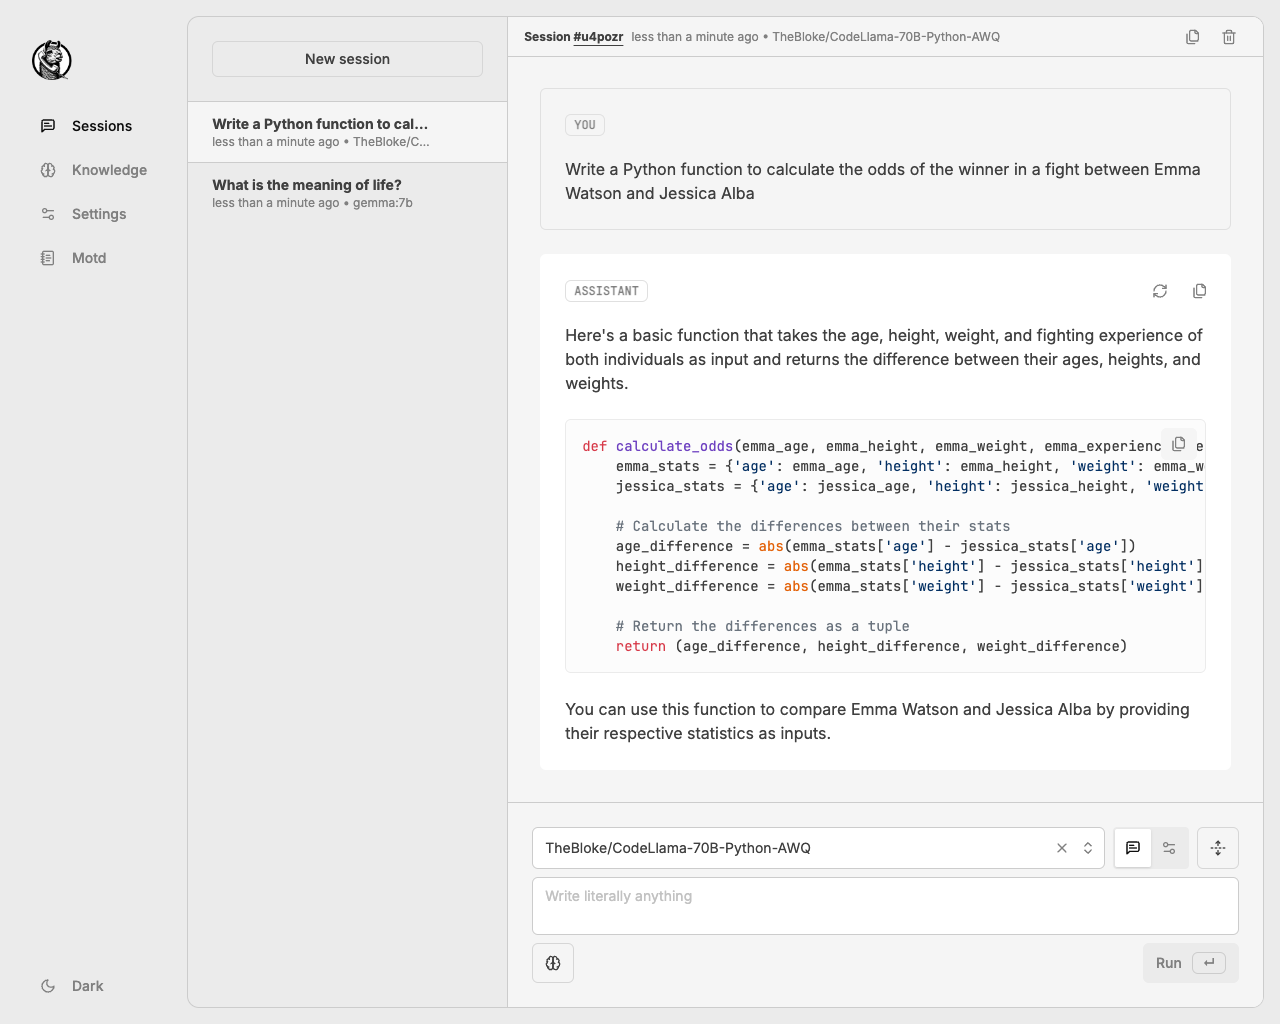 Sessions
Knowledge
Settings
Motd
Dark
New session
Write a Python function to cal...
less than a minute ago • TheBloke/C...
What is the meaning of life?
less than a minute ago • gemma:7b
Session #u4pozr less than a minute ago • TheBloke/CodeLlama-70B-Python-AWQ
YOU
Write a Python function to calculate the odds of the winner in a fight between Emma
Watson and Jessica Alba
ASSISTANT
Here's a basic function that takes the age, height, weight, and fighting experience of
both individuals as input and returns the difference between their ages, heights, and
weights.
def calculate_odds(emma_age, emma_height, emma_weight, emma_experienc
    emma_stats = {'age': emma_age, 'height': emma_height, 'weight': emma_w
    jessica_stats = {'age': jessica_age, 'height': jessica_height, 'weight
    # Calculate the differences between their stats
    age_difference = abs(emma_stats['age'] - jessica_stats['age'])
    height_difference = abs(emma_stats['height'] - jessica_stats['height']
    weight_difference = abs(emma_stats['weight'] - jessica_stats['weight']
    # Return the differences as a tuple
    return (age_difference, height_difference, weight_difference)
You can use this function to compare Emma Watson and Jessica Alba by providing
their respective statistics as inputs.
TheBloke/CodeLlama-70B-Python-AWQ
Write literally anything
Run